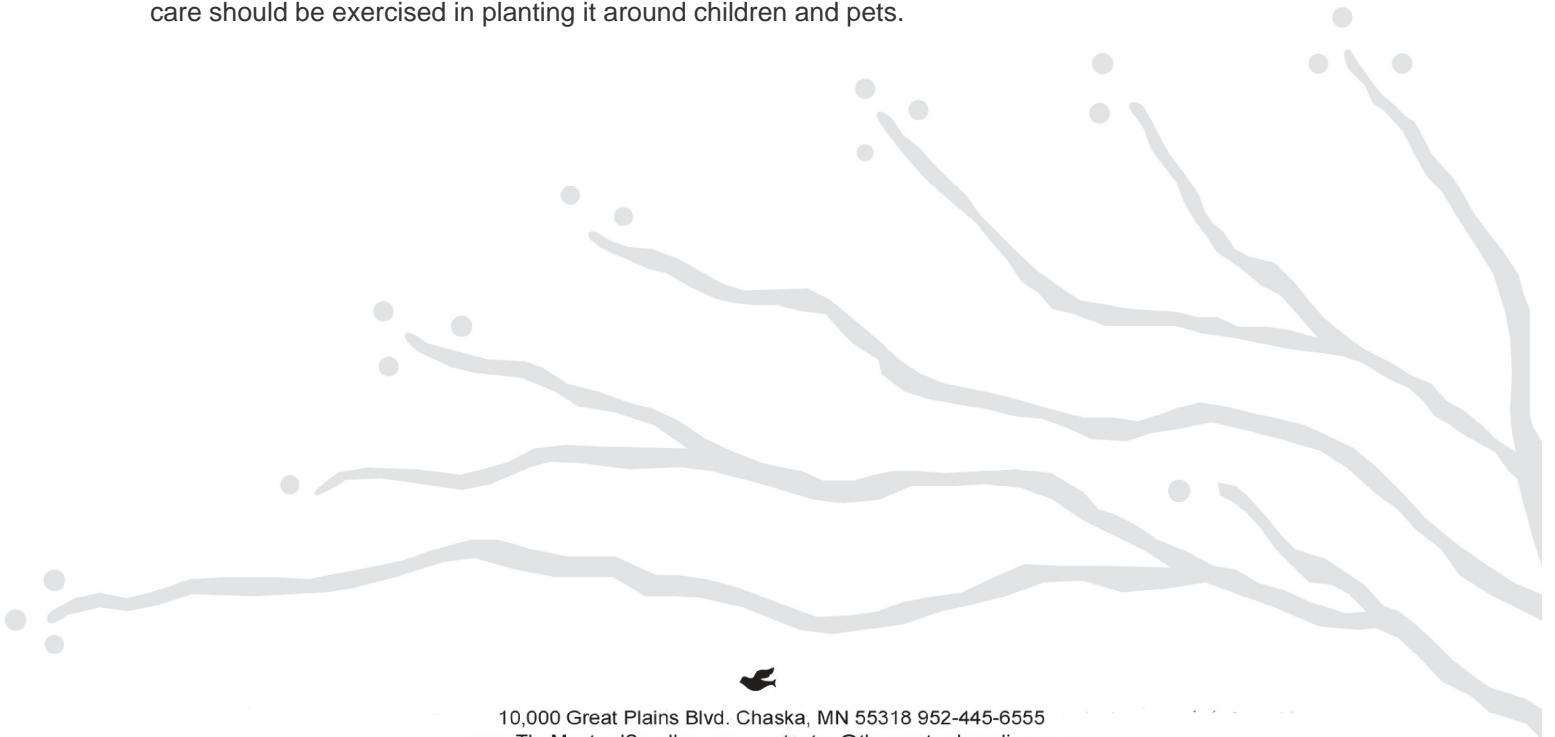 care should be exercised in planting it around children and pets.
10,000 Great Plains Blvd. Chaska, MN 55318 952-445-6555